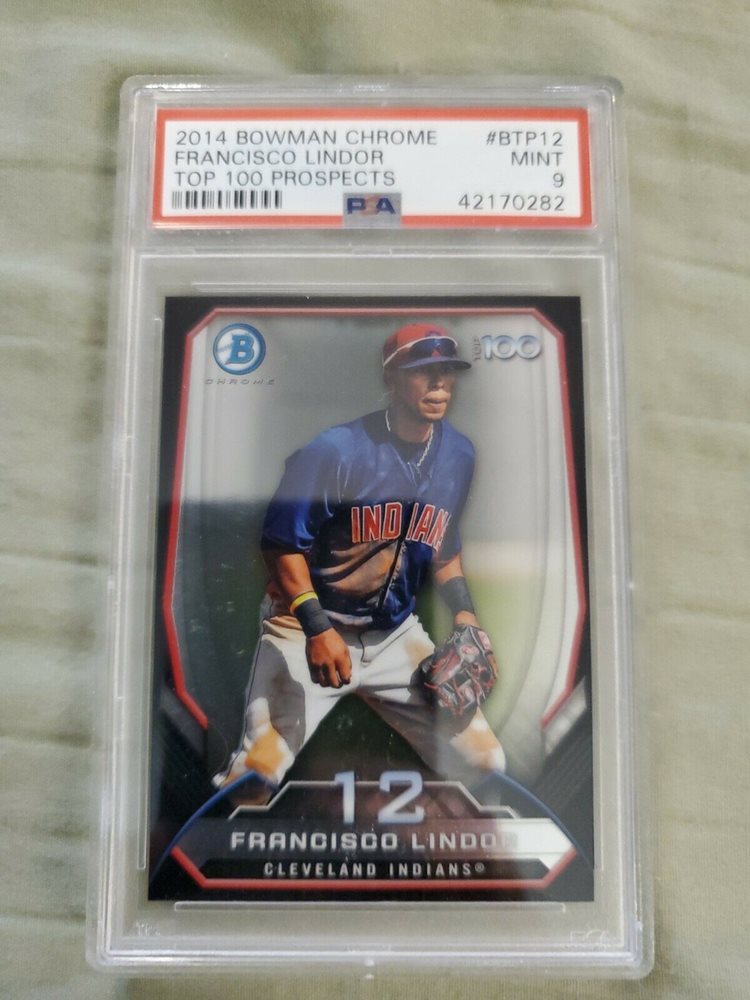 2014 BOWMAN CHROME #BTP12
FRANCISCO LINDOR MINT
TOP 100 PROSPECTS 9
PSA 42170282
B
CHROME
TOP 100
INDIANS
12
FRANCISCO LINDOR
CLEVELAND INDIANS®